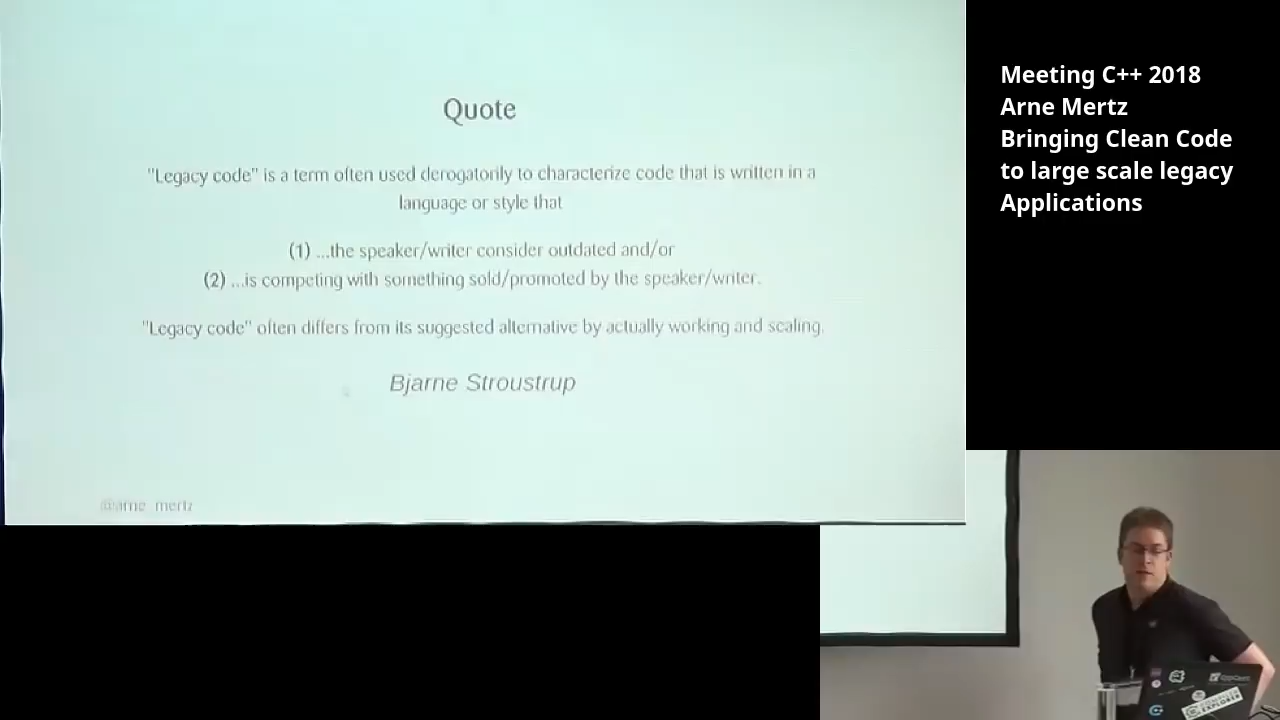 Quote
"Legacy code" is a term often used derogatorily to characterize code that is written in a
language or style that
(1) ...the speaker/writer consider outdated and/or
(2) ...is competing with something sold/promoted by the speaker/writer.
"Legacy code" often differs from its suggested alternative by actually working and scaling.
Bjarne Stroustrup
@arne_mertz
Meeting C++ 2018
Arne Mertz
Bringing Clean Code
to large scale legacy
Applications
EXPLORER